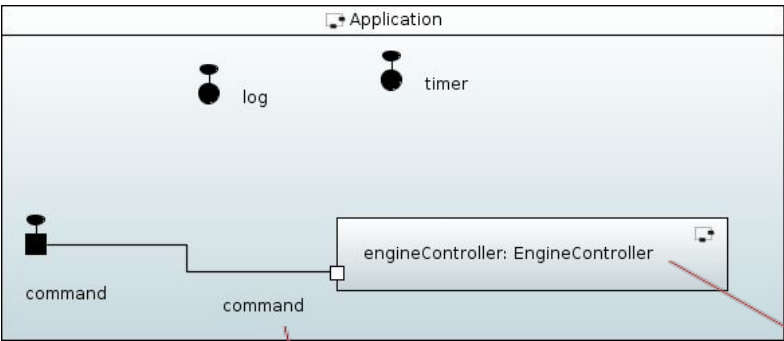 Application
log
timer
engineController: EngineController
command
command